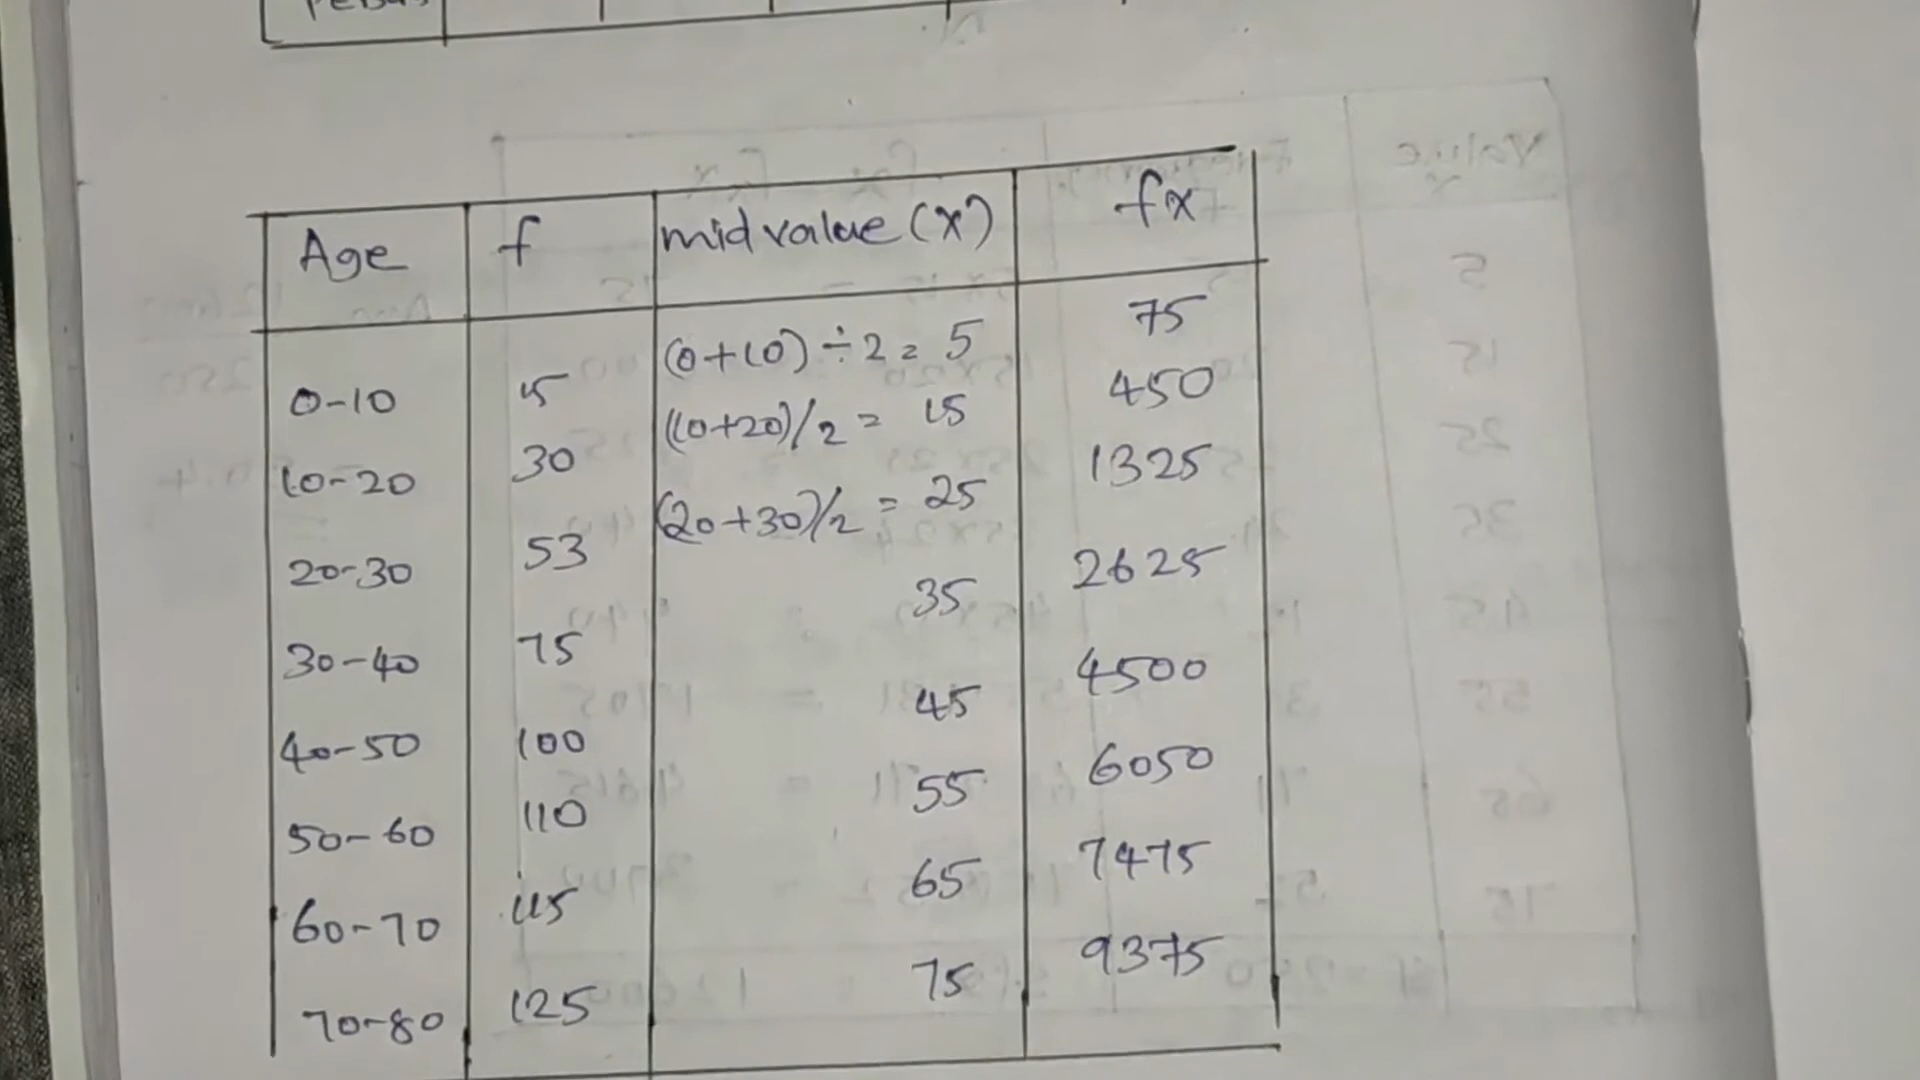 Age f mid value (x) fx
0-10 15 (0+10) ÷ 2 = 5 75
10-20 30 (10+20)/2 = 15 450
20-30 53 (20+30)/2 = 25 1325
30-40 75 35 2625
40-50 100 45 4500
50-60 110 55 6050
60-70 115 65 7475
70-80 125 75 9375